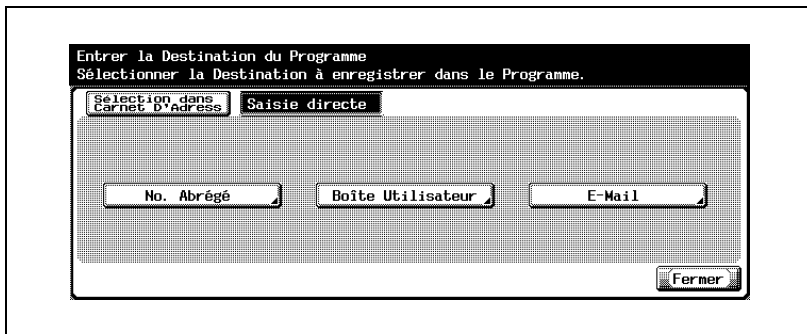 Entrer la Destination du Programme
Sélectionner la Destination à enregistrer dans le Programme.
Sélection dans
Carnet D'Adress
Saisie directe
No. Abrégé
Boîte Utilisateur
E-Mail
Fermer